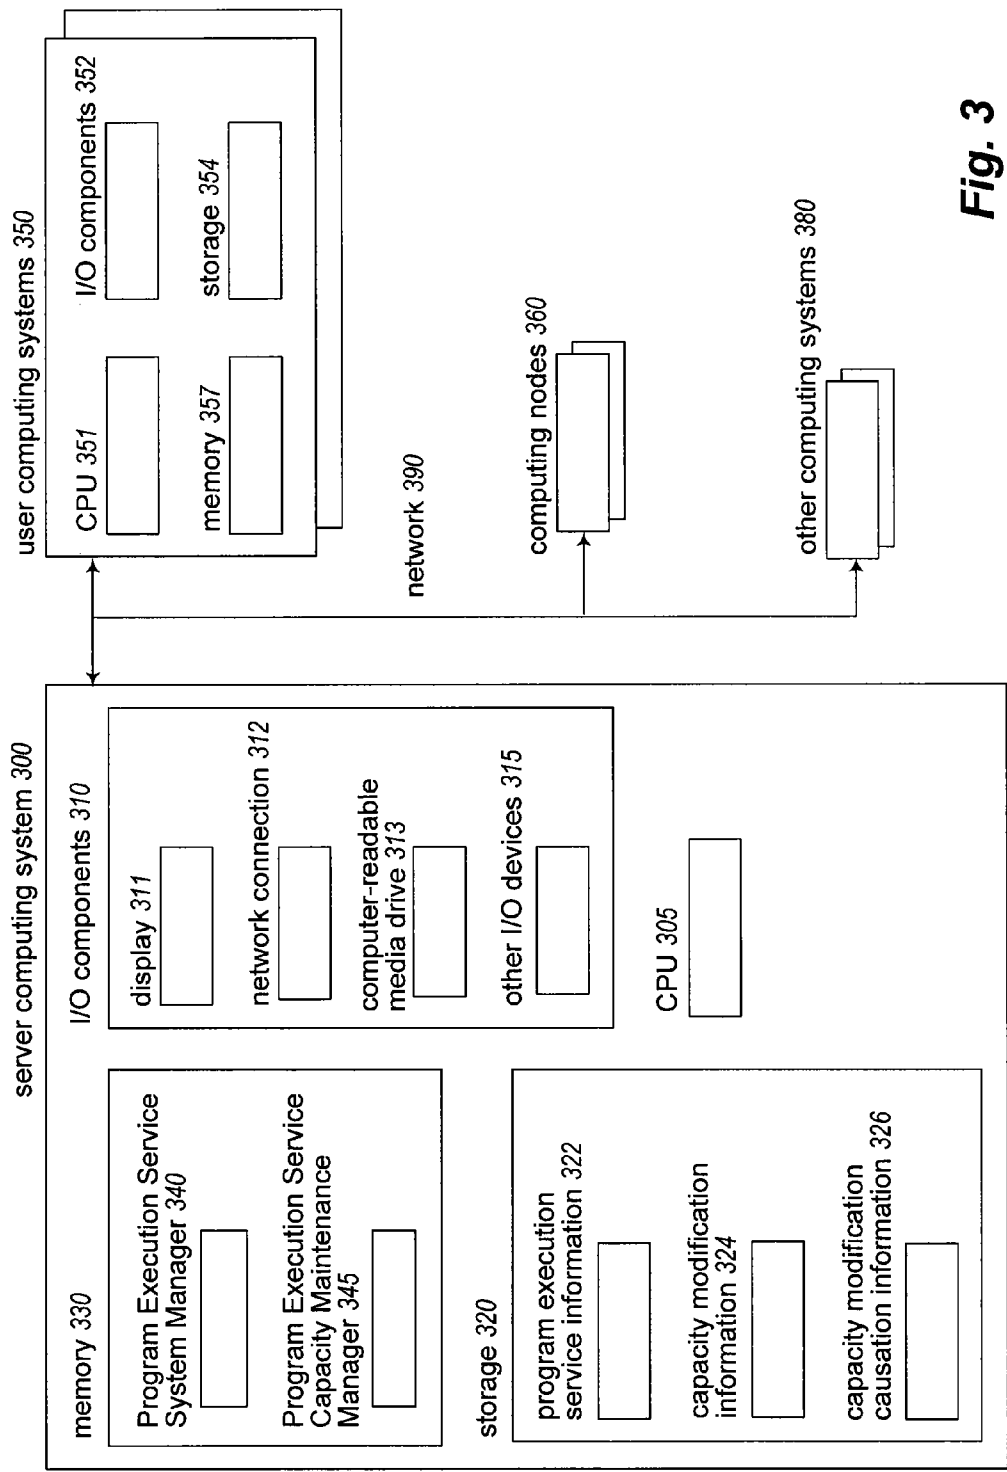 server computing system 300
memory 330
Program Execution Service
System Manager 340
Program Execution Service
Capacity Maintenance
Manager 345
storage 320
program execution
service information 322
capacity modification
information 324
capacity modification
causation information 326
I/O components 310
display 311
network connection 312
computer-readable
media drive 313
other I/O devices 315
CPU 305
user computing systems 350
CPU 351
I/O components 352
memory 357
storage 354
network 390
computing nodes 360
other computing systems 380
Fig. 3